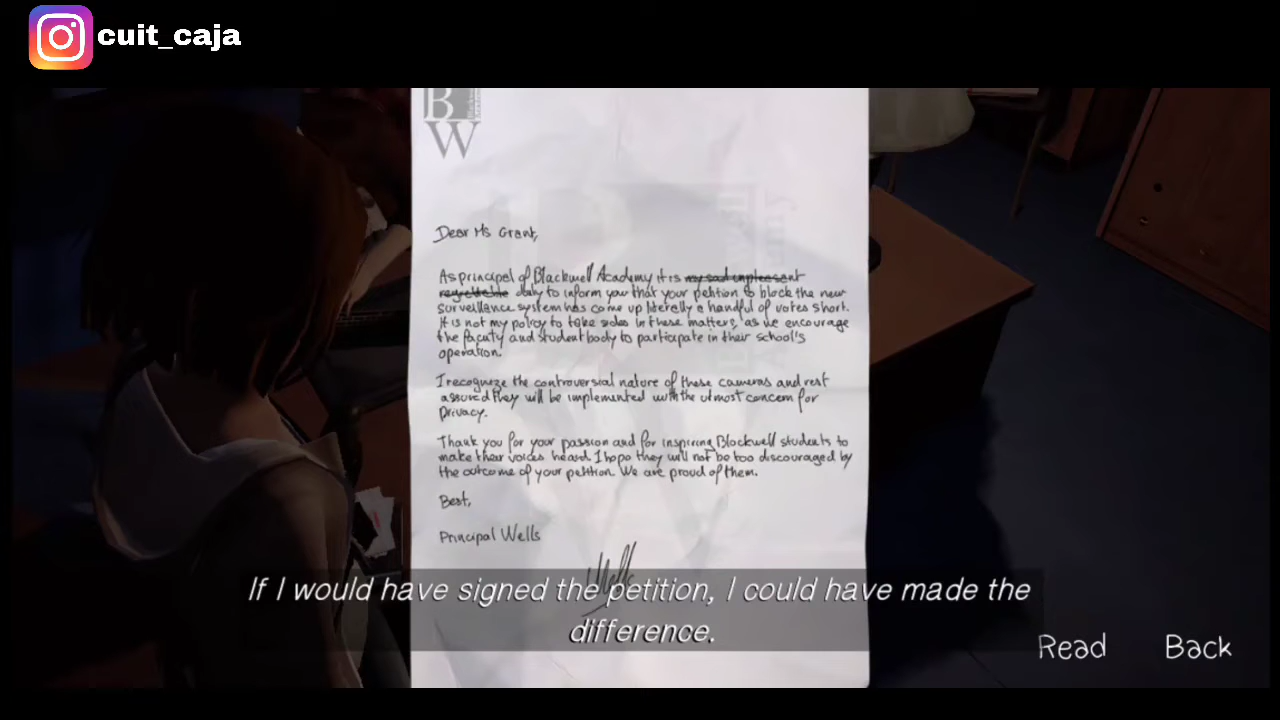 cuit_caja
B
W
Dear Ms Grant,
As principal of Blackwell Academy it is my sad unpleasant
regrettable duty to inform you that your petition to block the new
surveillance system has come up literally a handful of votes short.
It is not my policy to take sides in these matters, as we encourage
the faculty and student body to participate in their school's
operation.
I recogneze the controversial nature of these cameras and rest
assured they will be implemented with the utmost concern for
privacy.
Thank you for your passion and for inspiring Blackwell students to
make their voices heard. I hope they will not be too discouraged by
the outcome of your petition. We are proud of them.
Best,
Principal Wells
Wells
If I would have signed the petition, I could have made the
difference.
Read Back